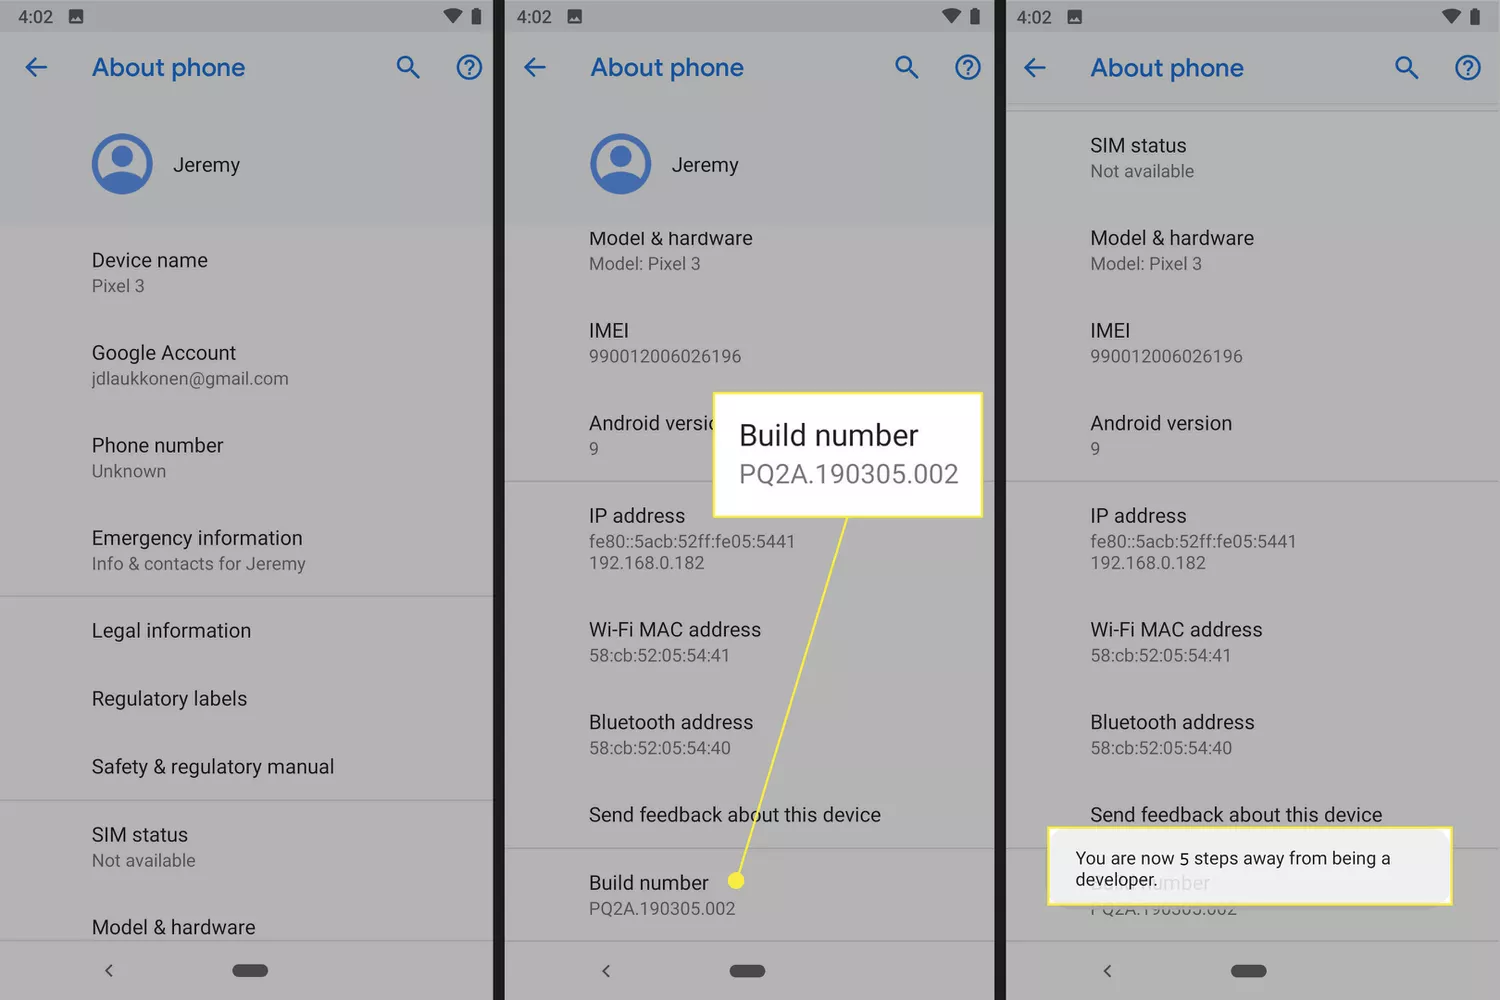 4:02
About phone
Jeremy
Device name
Pixel 3
Google Account
jdlaukkonen@gmail.com
Phone number
Unknown
Emergency information
Info & contacts for Jeremy
Legal information
Regulatory labels
Safety & regulatory manual
SIM status
Not available
Model & hardware
4:02
About phone
Jeremy
Model & hardware
Model: Pixel 3
IMEI
990012006026196
Android versio
9
Build number
PQ2A.190305.002
IP address
fe80::5acb:52ff:fe05:5441
192.168.0.182
Wi-Fi MAC address
58:cb:52:05:54:41
Bluetooth address
58:cb:52:05:54:40
Send feedback about this device
Build number
PQ2A.190305.002
4:02
About phone
SIM status
Not available
Model & hardware
Model: Pixel 3
IMEI
990012006026196
Android version
9
IP address
fe80::5acb:52ff:fe05:5441
192.168.0.182
Wi-Fi MAC address
58:cb:52:05:54:41
Bluetooth address
58:cb:52:05:54:40
Send feedback about this device
You are now 5 steps away from being a
developer.
Build number
PQ2A.190305.002